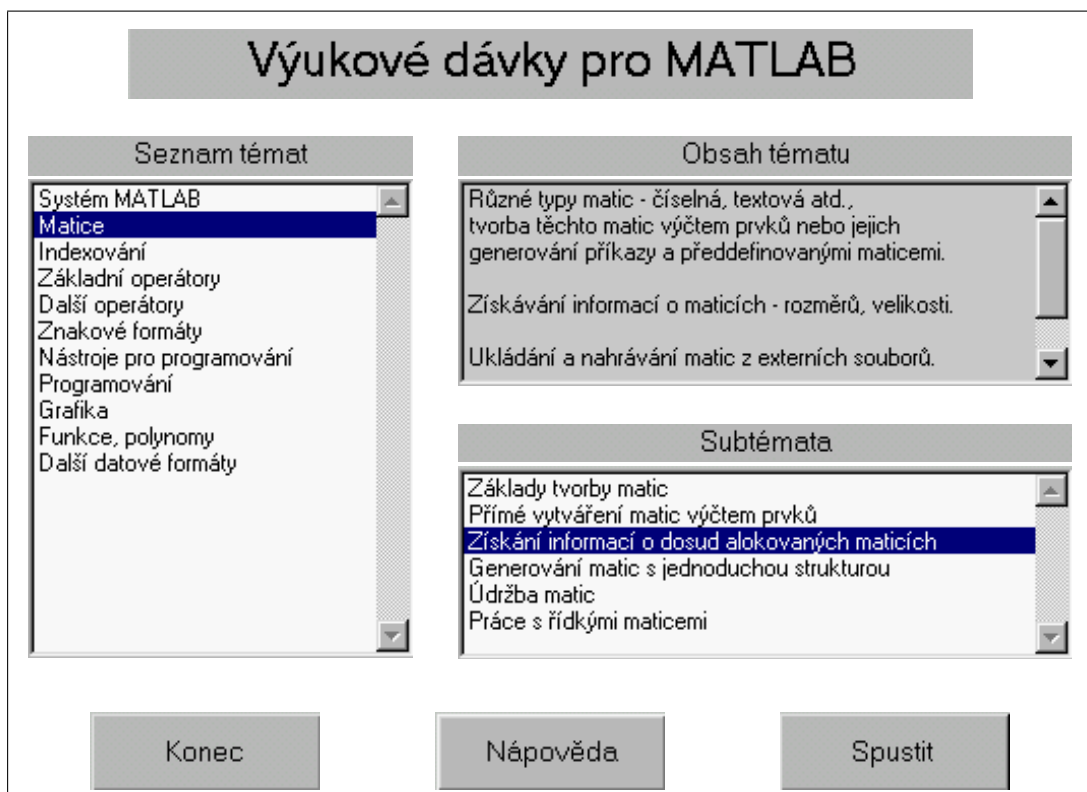 Výukové dávky pro MATLAB
Seznam témat
Systém MATLAB
Matice
Indexování
Základní operátory
Další operátory
Znakové formáty
Nástroje pro programování
Programování
Grafika
Funkce, polynomy
Další datové formáty
Obsah tématu
Různé typy matic - číselná, textová atd.,
tvorba těchto matic výčtem prvků nebo jejich
generování příkazy a předdefinovanými maticemi.
Získávání informací o maticích - rozměrů, velikosti.
Ukládání a nahrávání matic z externích souborů.
Subtémata
Základy tvorby matic
Přímé vytváření matic výčtem prvků
Získání informací o dosud alokovaných maticích
Generování matic s jednoduchou strukturou
Údržba matic
Práce s řídkými maticemi
Konec
Nápověda
Spustit